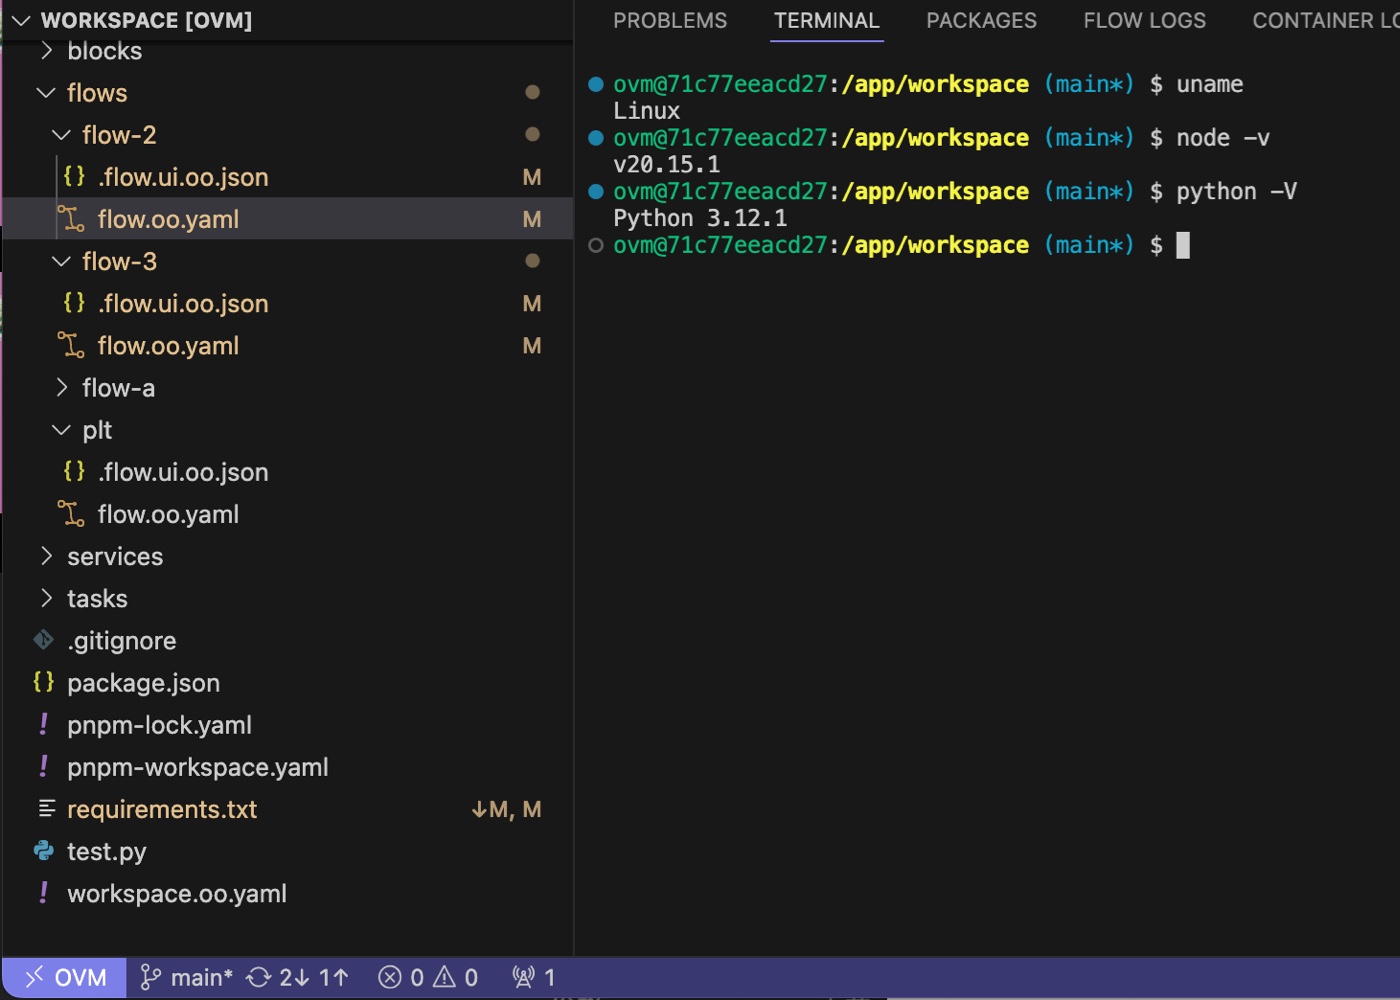 WORKSPACE [OVM]
blocks
flows
flow-2
.flow.ui.oo.json M
flow.oo.yaml M
flow-3
.flow.ui.oo.json M
flow.oo.yaml M
flow-a
plt
.flow.ui.oo.json
flow.oo.yaml
services
tasks
.gitignore
package.json
pnpm-lock.yaml
pnpm-workspace.yaml
requirements.txt ↓M, M
test.py
workspace.oo.yaml
PROBLEMS TERMINAL PACKAGES FLOW LOGS CONTAINER LO
ovm@71c77eeacd27:/app/workspace (main*) $ uname
Linux
ovm@71c77eeacd27:/app/workspace (main*) $ node -v
v20.15.1
ovm@71c77eeacd27:/app/workspace (main*) $ python -V
Python 3.12.1
ovm@71c77eeacd27:/app/workspace (main*) $
OVM main* 2↓ 1↑ 0 0 1